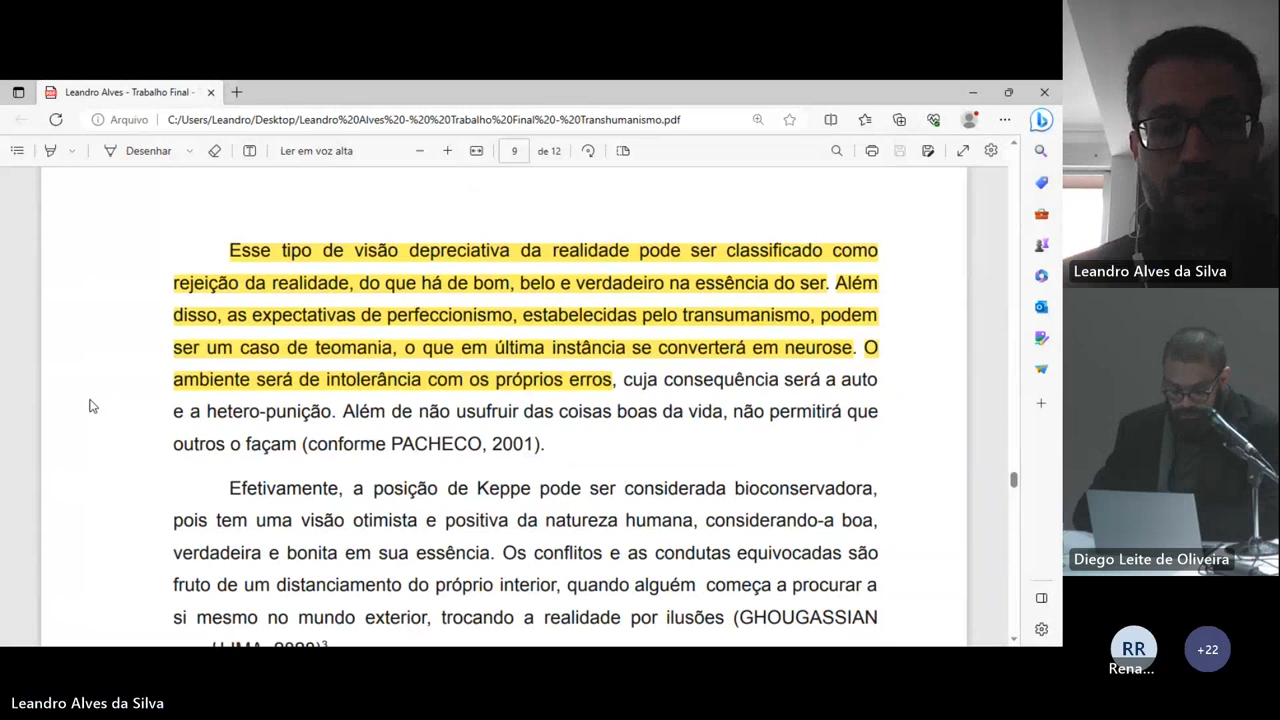 Leandro Alves - Trabalho Final -
Arquivo
C:/Users/Leandro/Desktop/Leandro%20Alves%20-%20%20Trabalho%20Final%20-%20Transhumanismo.pdf
Desenhar
Ler em voz alta
9
de 12
Esse tipo de visão depreciativa da realidade pode ser classificado como
rejeição da realidade, do que há de bom, belo e verdadeiro na essência do ser. Além
disso, as expectativas de perfeccionismo, estabelecidas pelo transumanismo, podem
ser um caso de teomania, o que em última instância se converterá em neurose. O
ambiente será de intolerância com os próprios erros, cuja consequência será a auto
e a hetero-punição. Além de não usufruir das coisas boas da vida, não permitirá que
outros o façam (conforme PACHECO, 2001).
Efetivamente, a posição de Keppe pode ser considerada bioconservadora,
pois tem uma visão otimista e positiva da natureza humana, considerando-a boa,
verdadeira e bonita em sua essência. Os conflitos e as condutas equivocadas são
fruto de um distanciamento do próprio interior, quando alguém começa a procurar a
si mesmo no mundo exterior, trocando a realidade por ilusões (GHOUGASSIAN
Leandro Alves da Silva
Diego Leite de Oliveira
RR
Rena...
+22
Leandro Alves da Silva